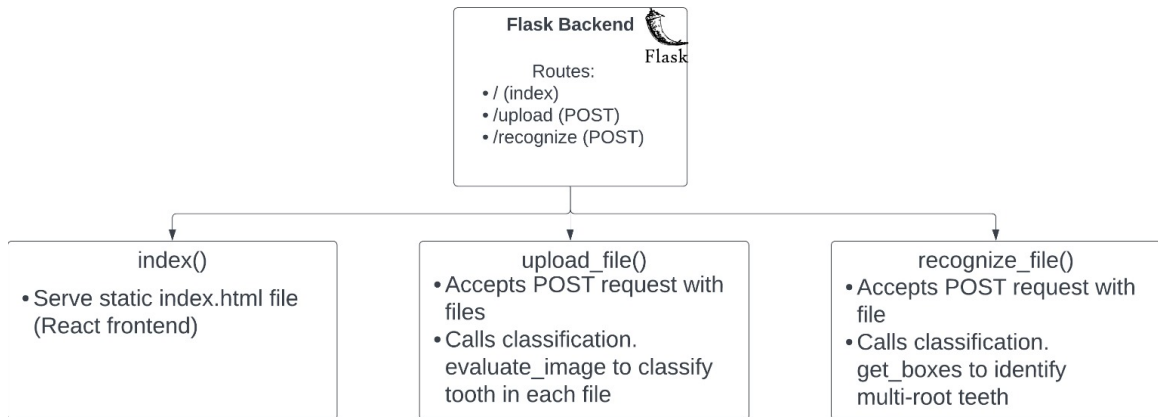 Flask Backend
Flask
Routes:
• / (index)
• /upload (POST)
• /recognize (POST)
index()
• Serve static index.html file
(React frontend)
upload_file()
• Accepts POST request with
files
• Calls classification.
evaluate_image to classify
tooth in each file
recognize_file()
• Accepts POST request with
file
• Calls classification.
get_boxes to identify
multi-root teeth